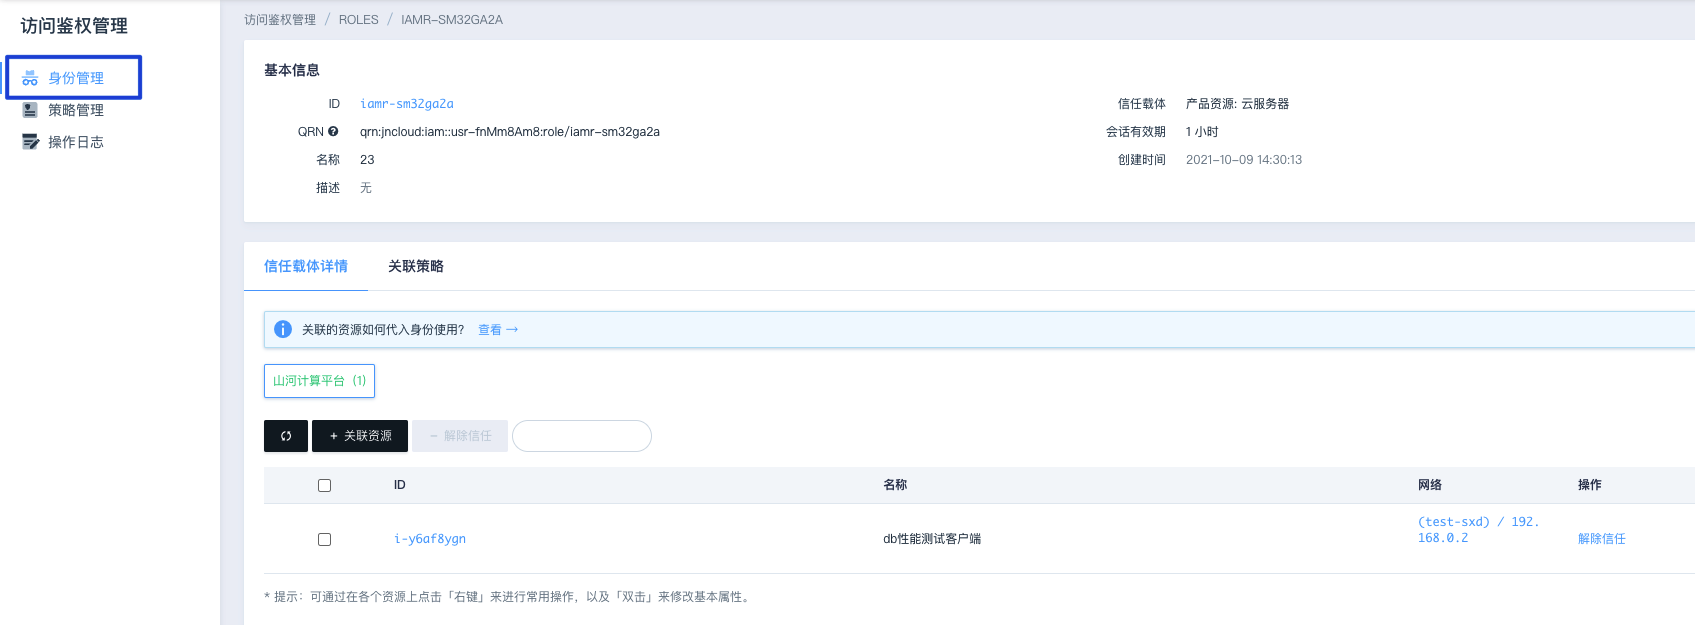 访问鉴权管理
身份管理
策略管理
操作日志
访问鉴权管理 / ROLES / IAMR-SM32GA2A
基本信息
ID iamr-sm32ga2a
QRN qrn:jncloud:iam::usr-fnMm8Am8:role/iamr-sm32ga2a
名称 23
描述 无
信任载体 产品资源: 云服务器
会话有效期 1 小时
创建时间 2021-10-09 14:30:13
信任载体详情 关联策略
关联的资源如何代入身份使用? 查看 →
山河计算平台 (1)
+ 关联资源 − 解除信任
ID 名称 网络 操作
i-y6af8ygn db性能测试客户端 (test-sxd) / 192.
168.0.2 解除信任
* 提示：可通过在各个资源上点击「右键」来进行常用操作，以及「双击」来修改基本属性。